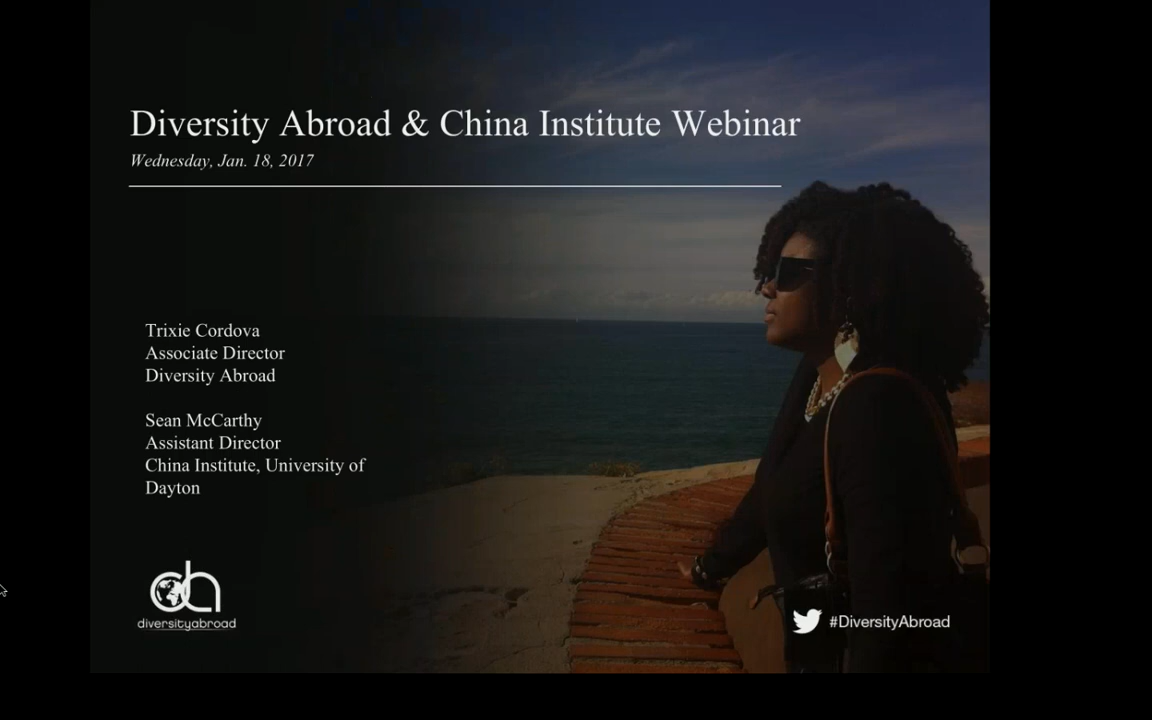 Diversity Abroad & China Institute Webinar
Wednesday, Jan. 18, 2017
Trixie Cordova
Associate Director
Diversity Abroad
Sean McCarthy
Assistant Director
China Institute, University of
Dayton
da
diversityabroad
#DiversityAbroad